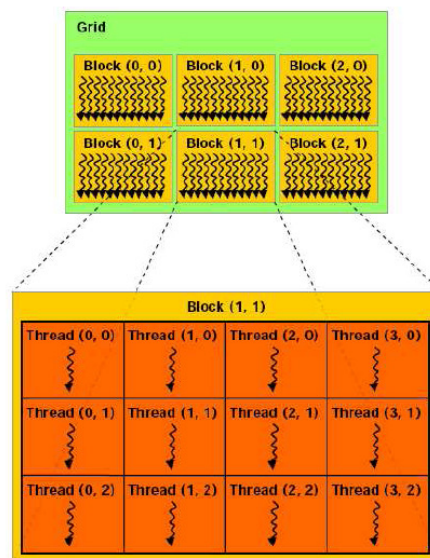 Grid
Block (0, 0) Block (1, 0) Block (2, 0)
Block (0, 1) Block (1, 1) Block (2, 1)
Block (1, 1)
Thread (0, 0) Thread (1, 0) Thread (2, 0) Thread (3, 0)
Thread (0, 1) Thread (1, 1) Thread (2, 1) Thread (3, 1)
Thread (0, 2) Thread (1, 2) Thread (2, 2) Thread (3, 2)